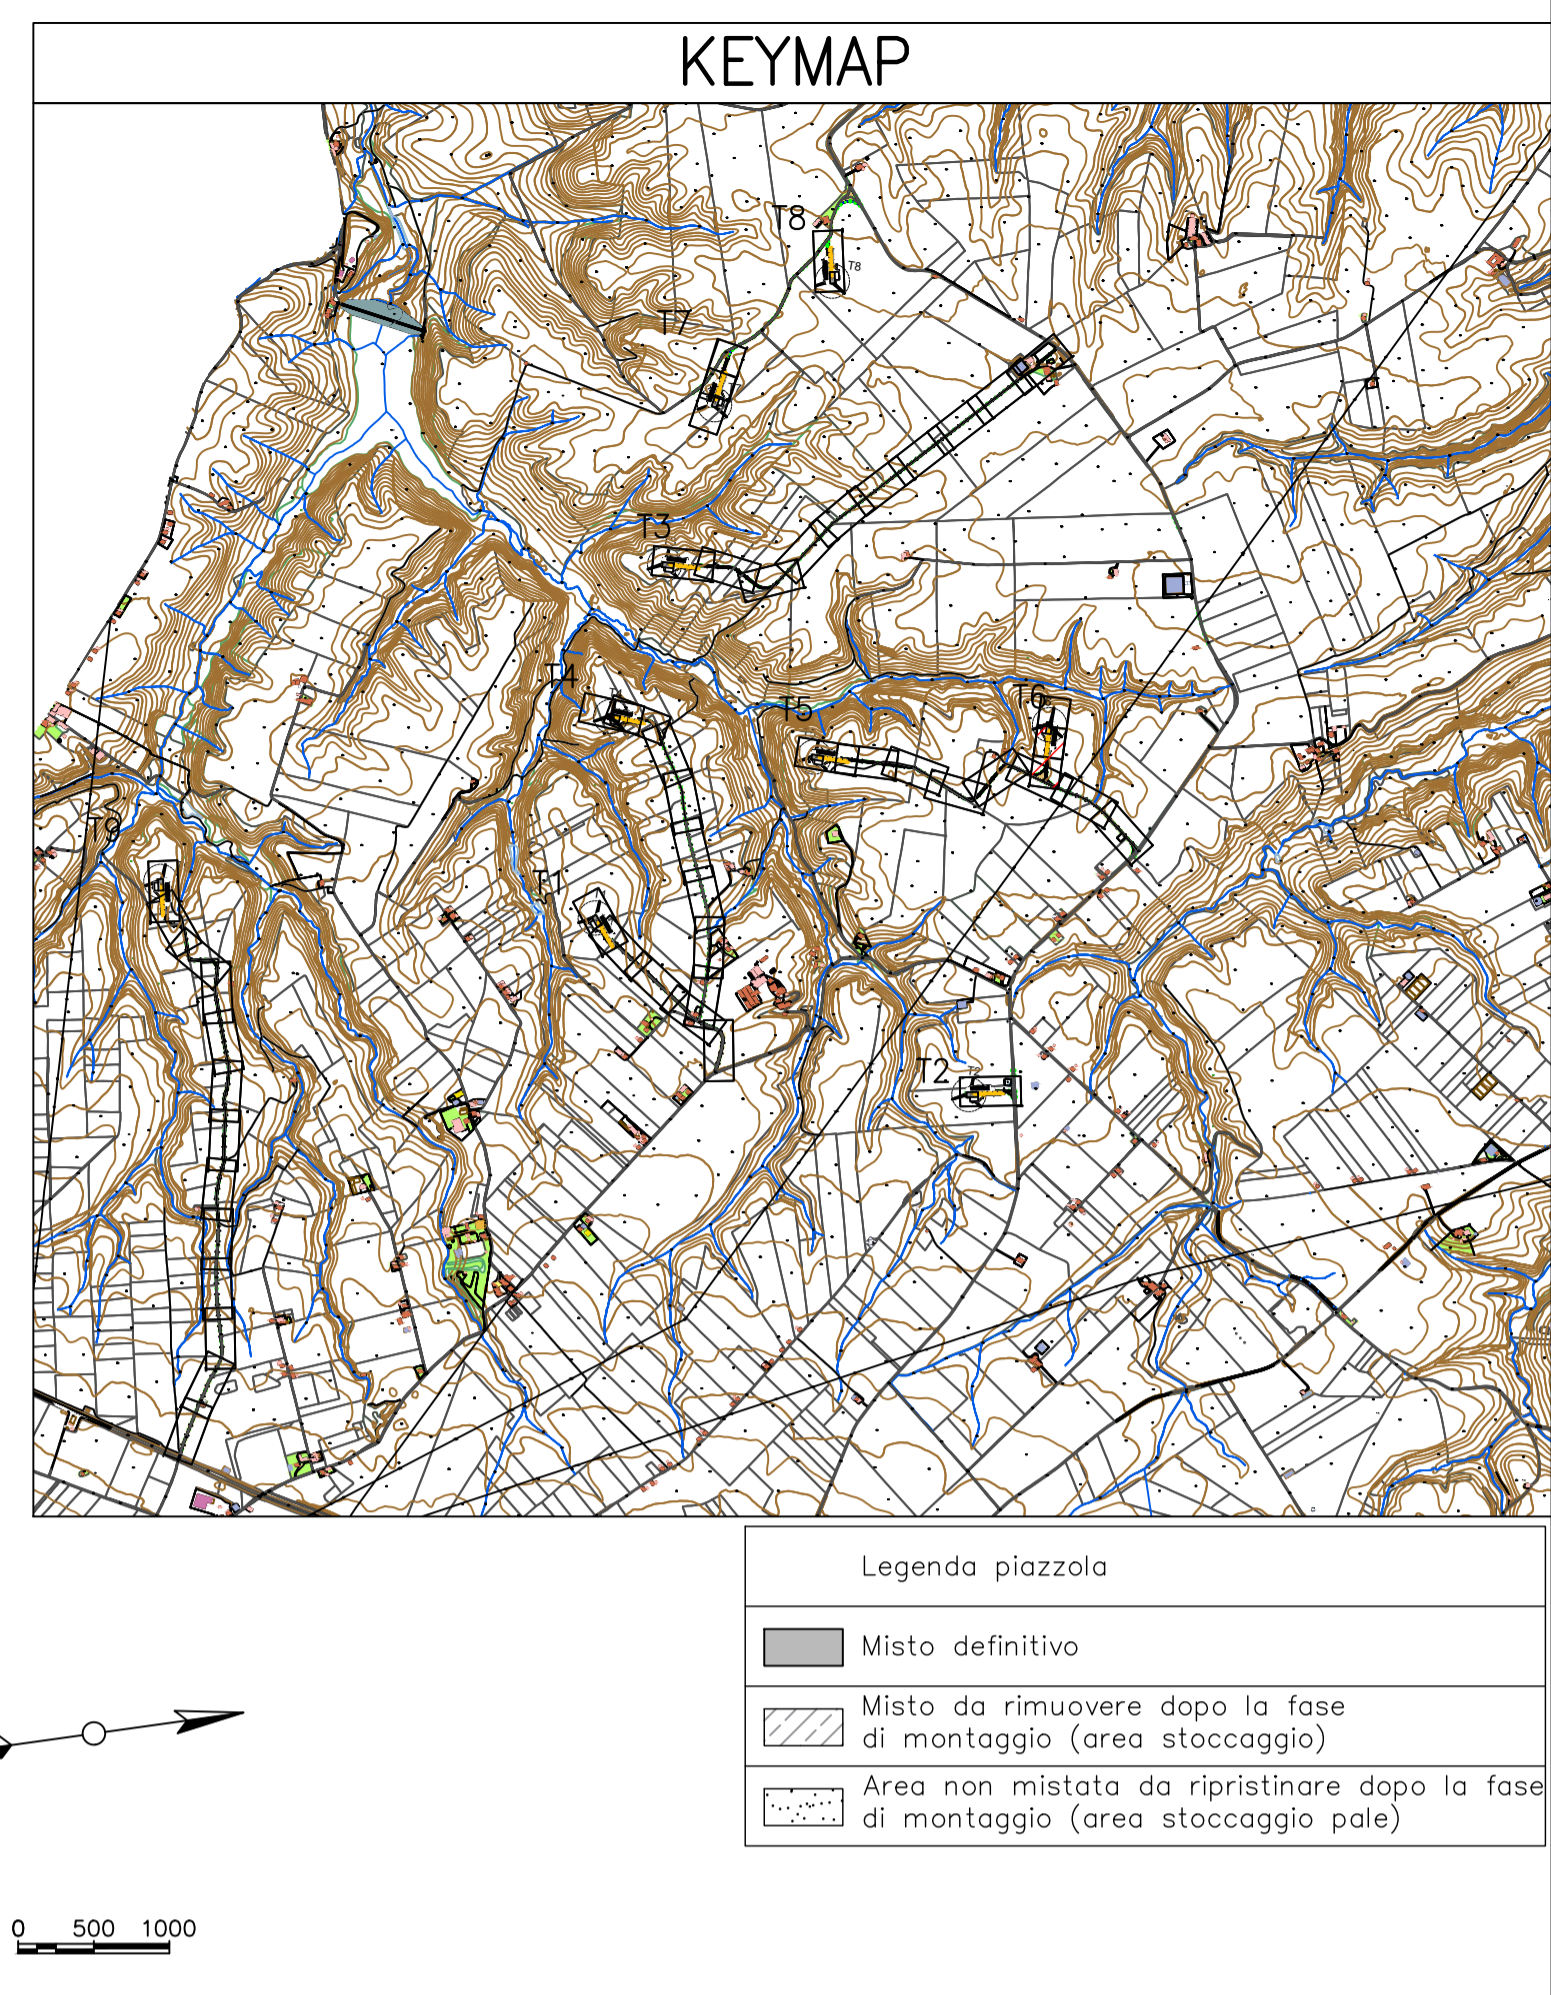 KEYMAP
T8
T8
T7
T3
T4
T5
T6
T9
T1
T2
Legenda piazzola
Misto definitivo
Misto da rimuovere dopo la fase
di montaggio (area stoccaggio)
Area non mistata da ripristinare dopo la fase
di montaggio (area stoccaggio pale)
0 500 1000